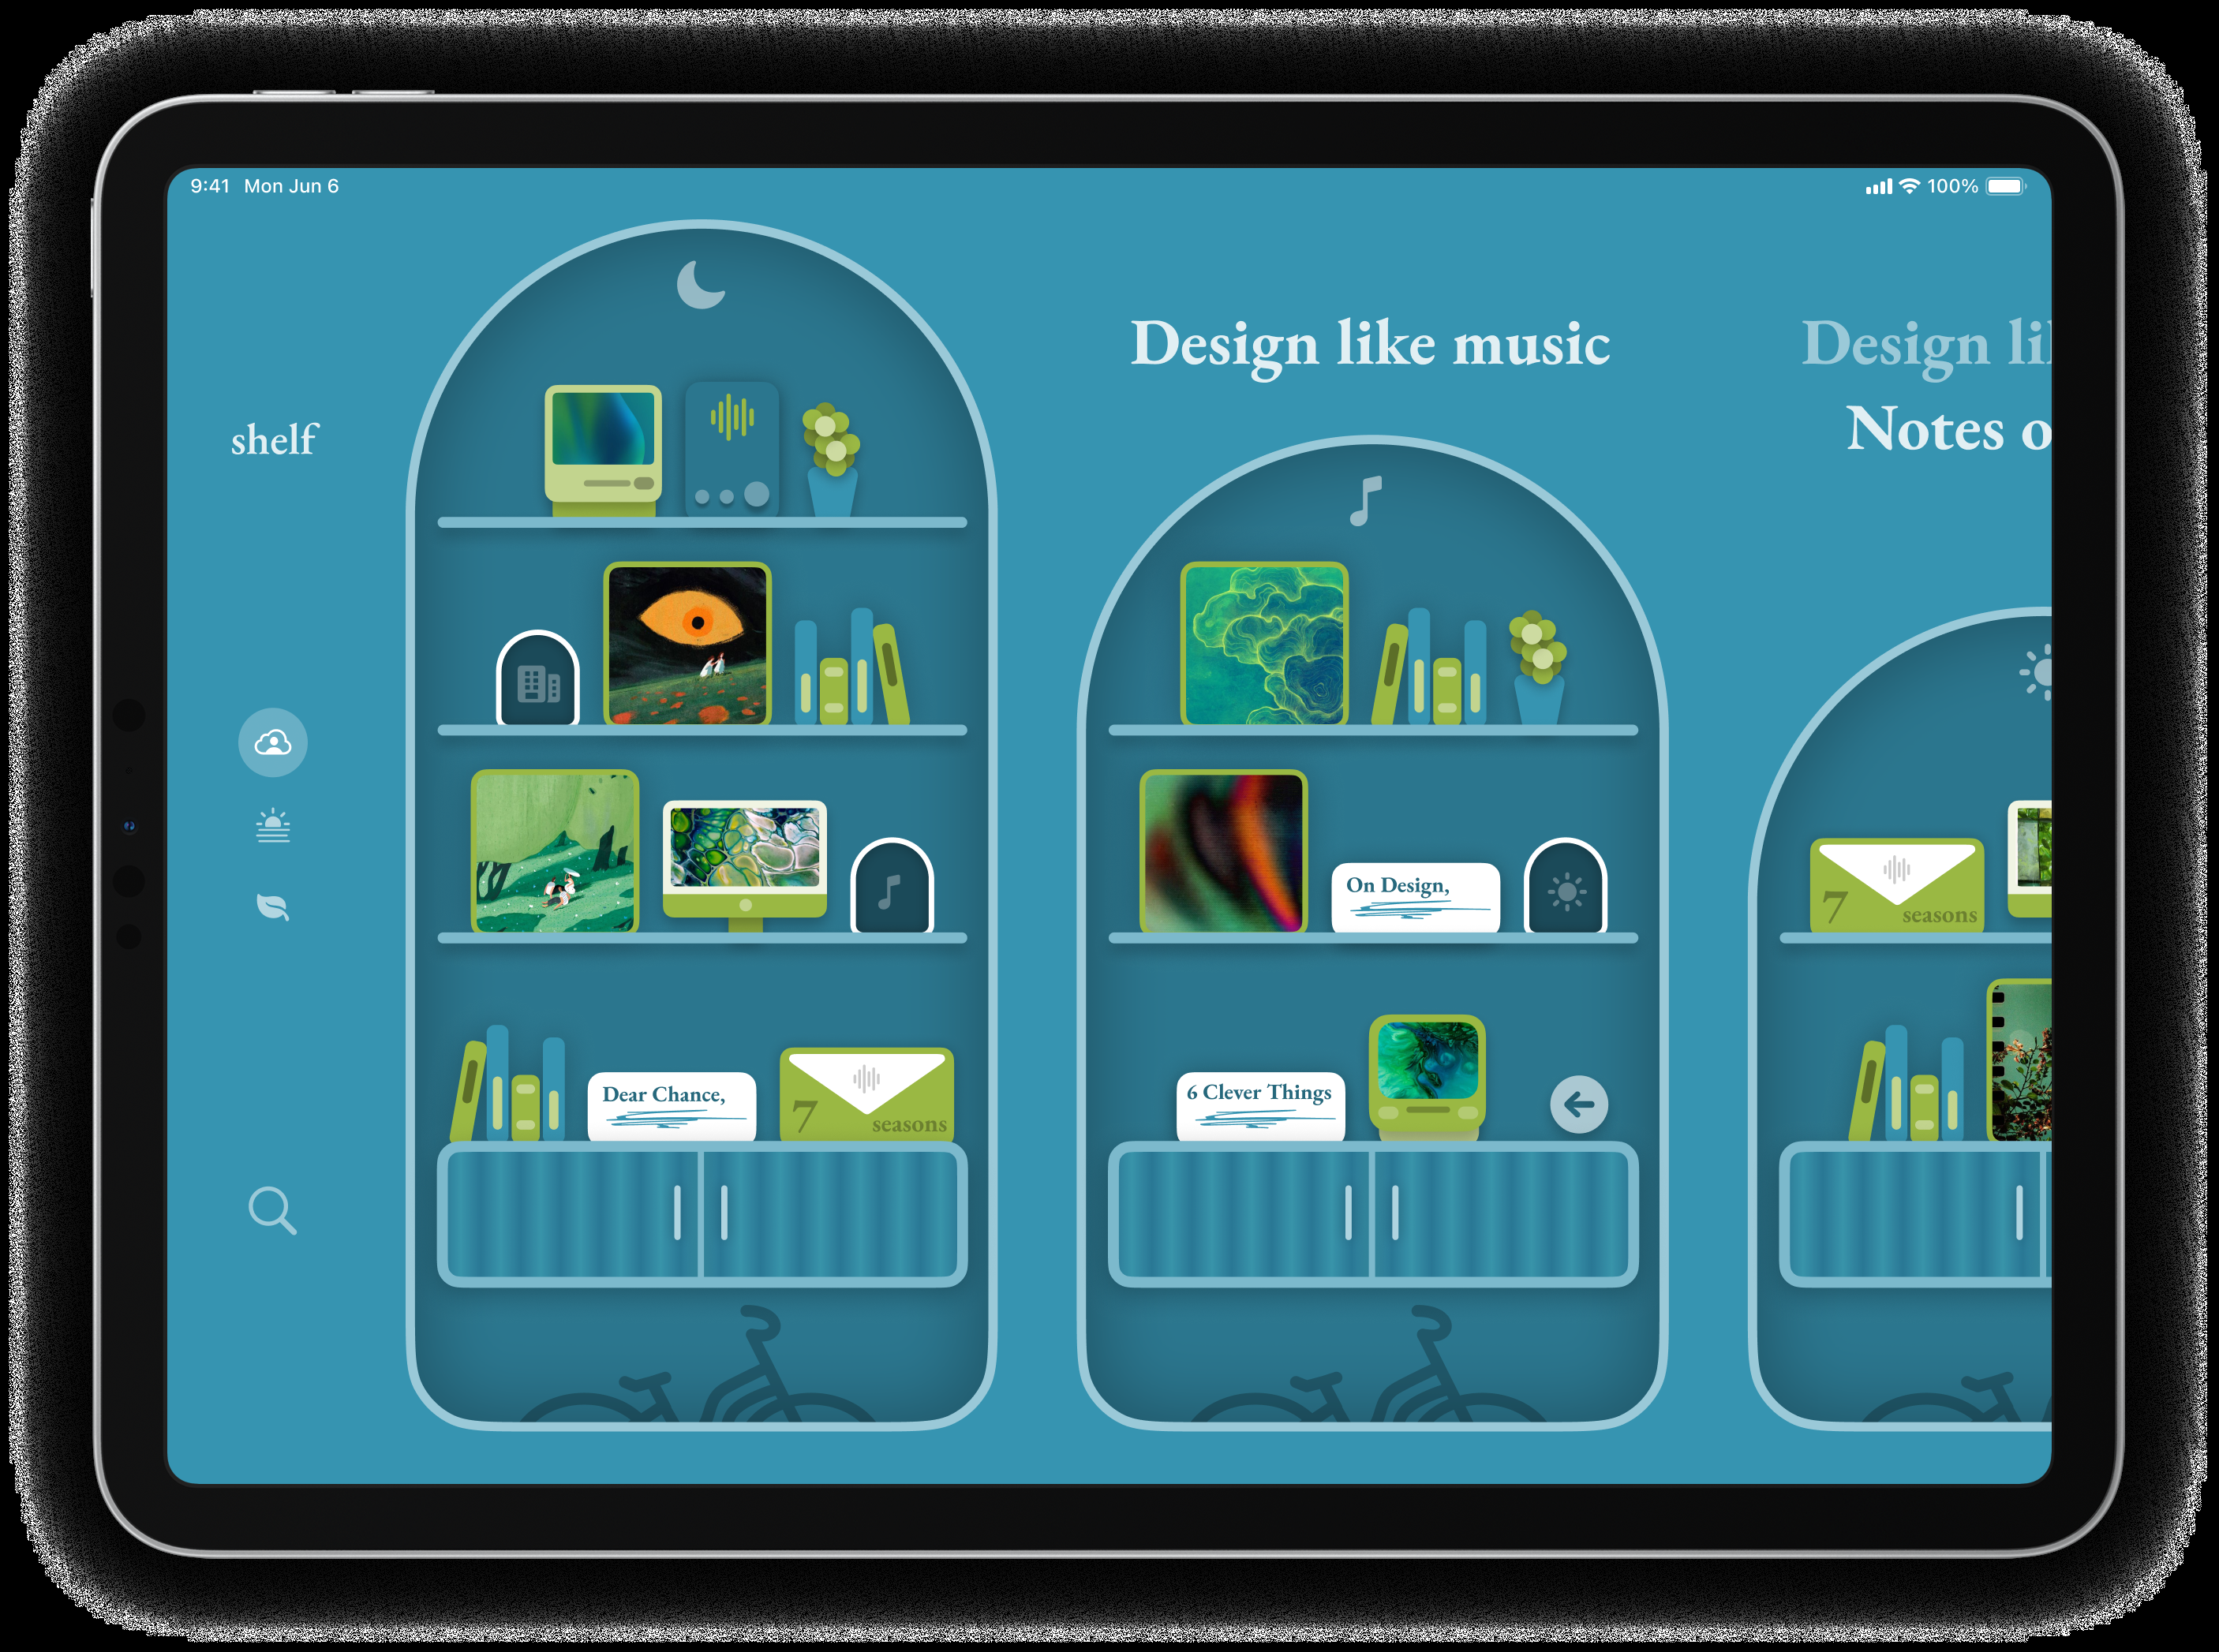 9:41 Mon Jun 6
100%
shelf
Design like music
Design li
Notes o
7
seasons
On Design,
Dear Chance,
7
seasons
6 Clever Things